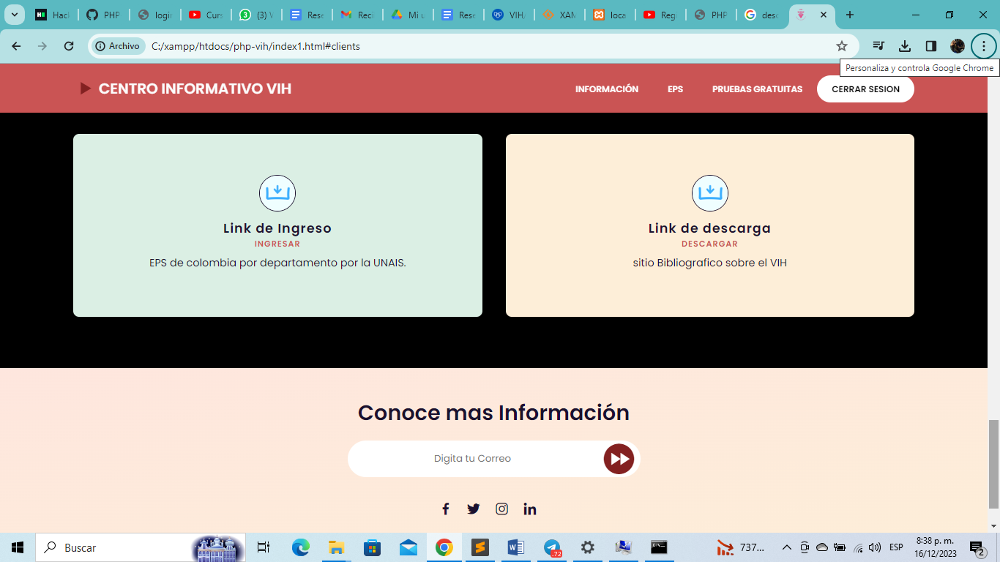 Hac
PHP
login
Curs
(3) V
Rese
Reci
Mi u
Rese
VIH/
XAM
loca
Regi
PHP
desc
Archivo
C:/xampp/htdocs/php-vih/index1.html#clients
Personaliza y controla Google Chrome
CENTRO INFORMATIVO VIH
INFORMACIÓN
EPS
PRUEBAS GRATUITAS
CERRAR SESION
Link de Ingreso
INGRESAR
EPS de colombia por departamento por la UNAIS.
Link de descarga
DESCARGAR
sitio Bibliografico sobre el VIH
Conoce mas Información
Digita tu Correo
Buscar
72
737...
ESP
8:38 p. m.
16/12/2023
2